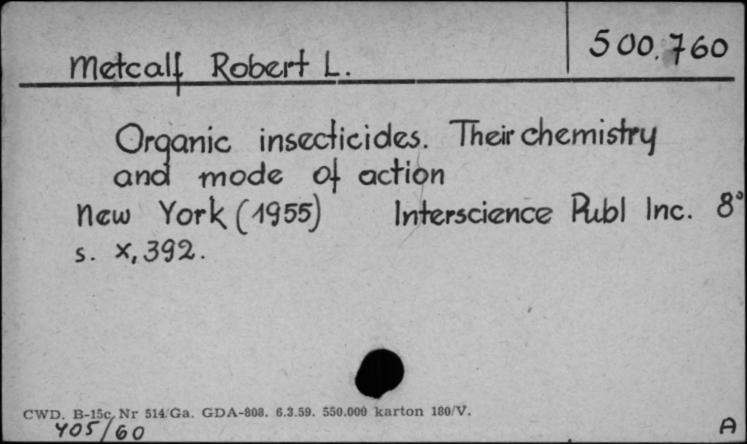 500.760
Metcalf Robert L.
Organic insecticides. Their chemistry
and mode of action
New York (1955) Interscience Publ Inc. 8°
s. x, 392.
CWD. B-15c. Nr 514/Ga. GDA-808. 6.3.59. 550.000 karton 180/V.
405/60
A